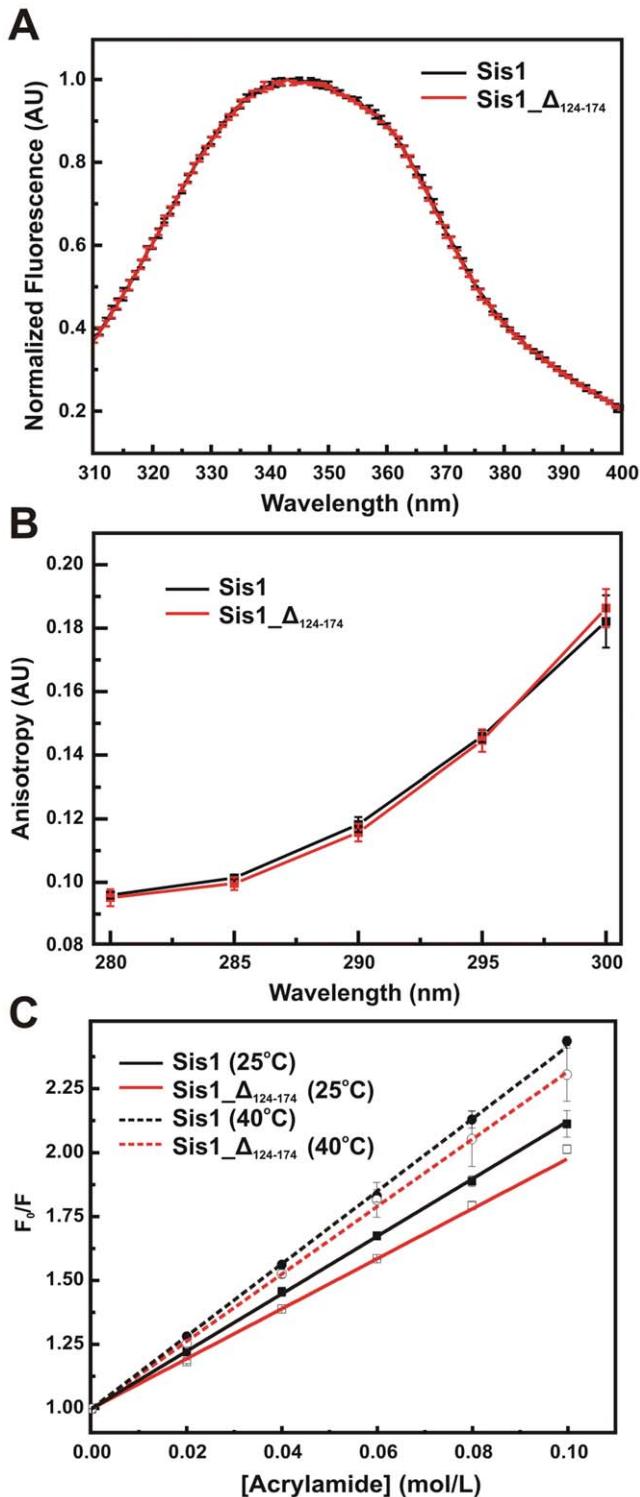 A
Sis1
Sis1_Δ124-174
Normalized Fluorescence (AU)
1.0
0.8
0.6
0.4
0.2
310 320 330 340 350 360 370 380 390 400
Wavelength (nm)
B
Sis1
Sis1_Δ124-174
Anisotropy (AU)
0.20
0.18
0.16
0.14
0.12
0.10
0.08
280 285 290 295 300
Wavelength (nm)
C
Sis1 (25°C)
Sis1_Δ124-174 (25°C)
Sis1 (40°C)
Sis1_Δ124-174 (40°C)
F0/F
2.25
2.00
1.75
1.50
1.25
1.00
0.00 0.02 0.04 0.06 0.08 0.10
[Acrylamide] (mol/L)